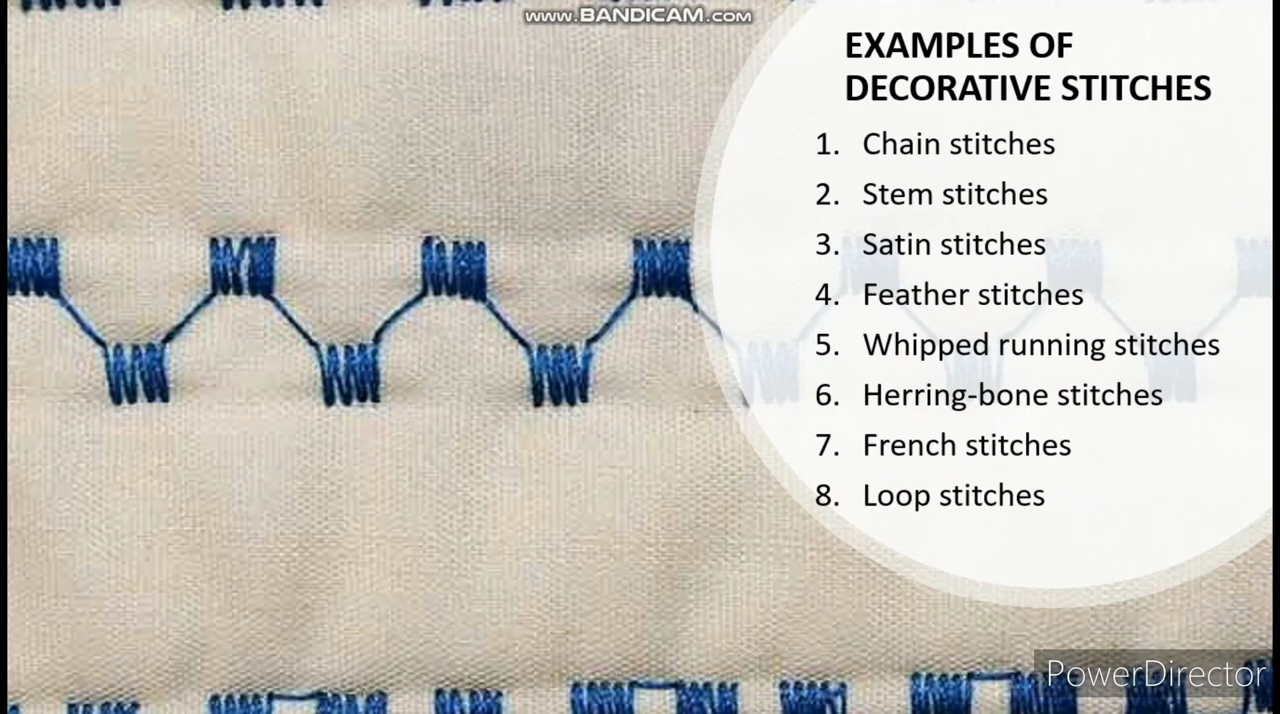 www.BANDICAM.com
EXAMPLES OF
DECORATIVE STITCHES
1. Chain stitches
2. Stem stitches
3. Satin stitches
4. Feather stitches
5. Whipped running stitches
6. Herring-bone stitches
7. French stitches
8. Loop stitches
PowerDirector